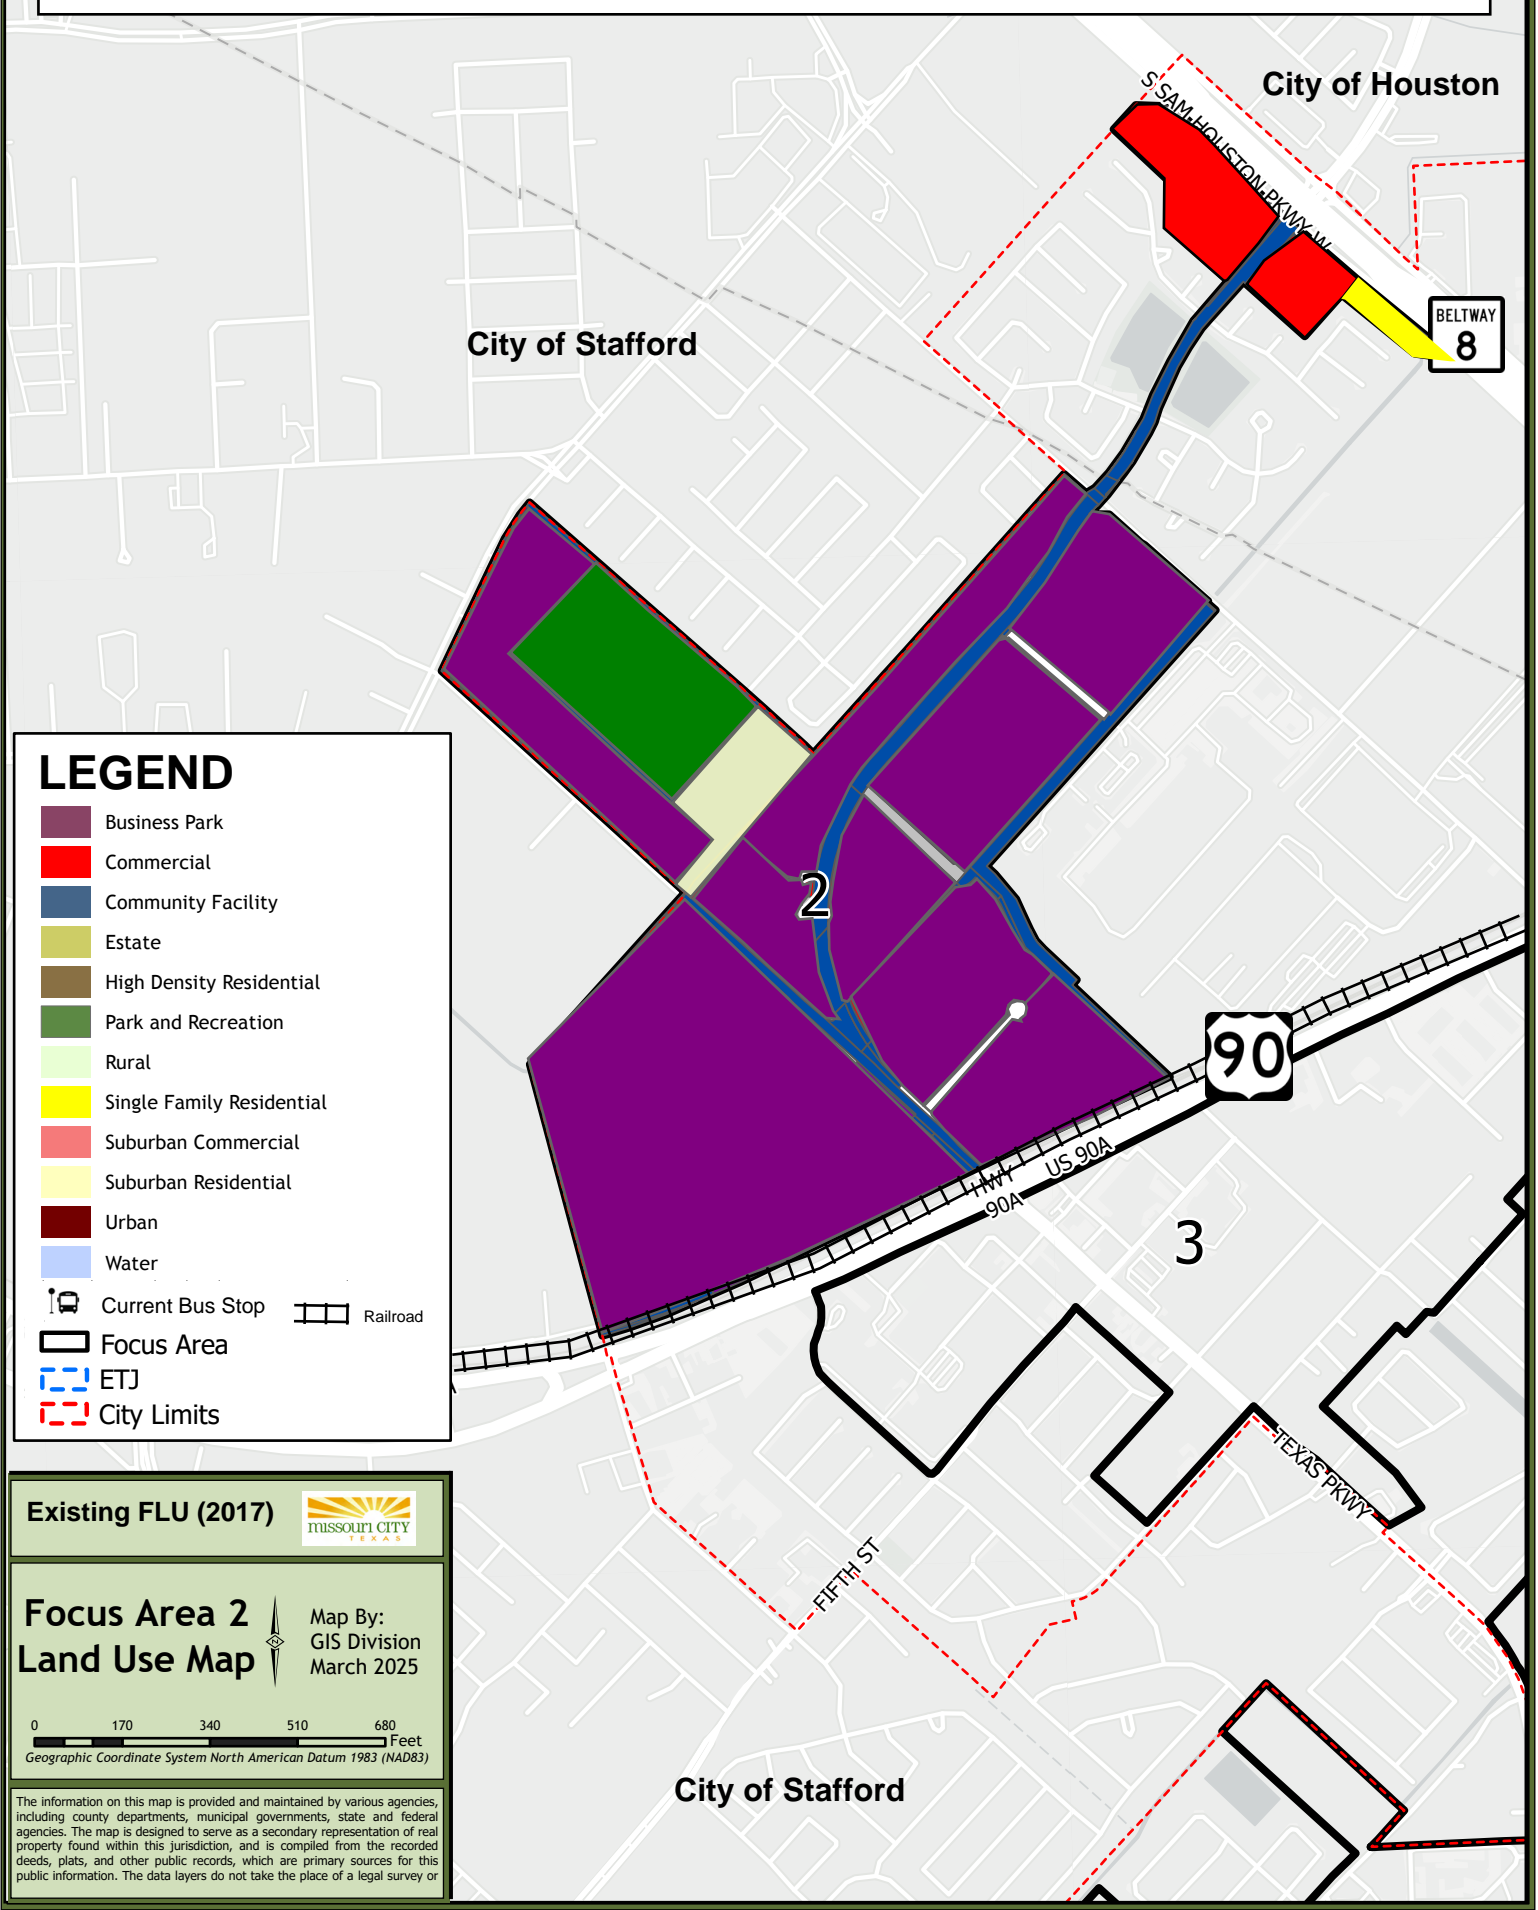 City of Houston
S SAM HOUSTON PKWY W
BELTWAY
8
City of Stafford
2
LEGEND
Business Park
Commercial
Community Facility
Estate
High Density Residential
Park and Recreation
Rural
Single Family Residential
Suburban Commercial
Suburban Residential
Urban
Water
Current Bus Stop
Railroad
Focus Area
ETJ
City Limits
90
US 90A
HWY
90A
3
TEXAS PKWY
FIFTH ST
City of Stafford
Existing FLU (2017)
missouri CITY
TEXAS
Focus Area 2
Land Use Map
N
Map By:
GIS Division
March 2025
0 170 340 510 680
Feet
Geographic Coordinate System North American Datum 1983 (NAD83)
The information on this map is provided and maintained by various agencies,
including county departments, municipal governments, state and federal
agencies. The map is designed to serve as a secondary representation of real
property found within this jurisdiction, and is compiled from the recorded
deeds, plats, and other public records, which are primary sources for this
public information. The data layers do not take the place of a legal survey or